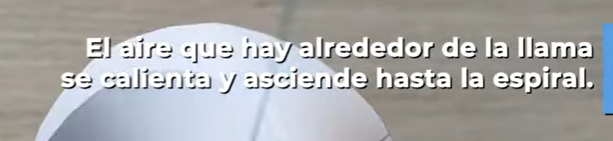 El aire que hay alrededor de la llama
se calienta y asciende hasta la espiral.